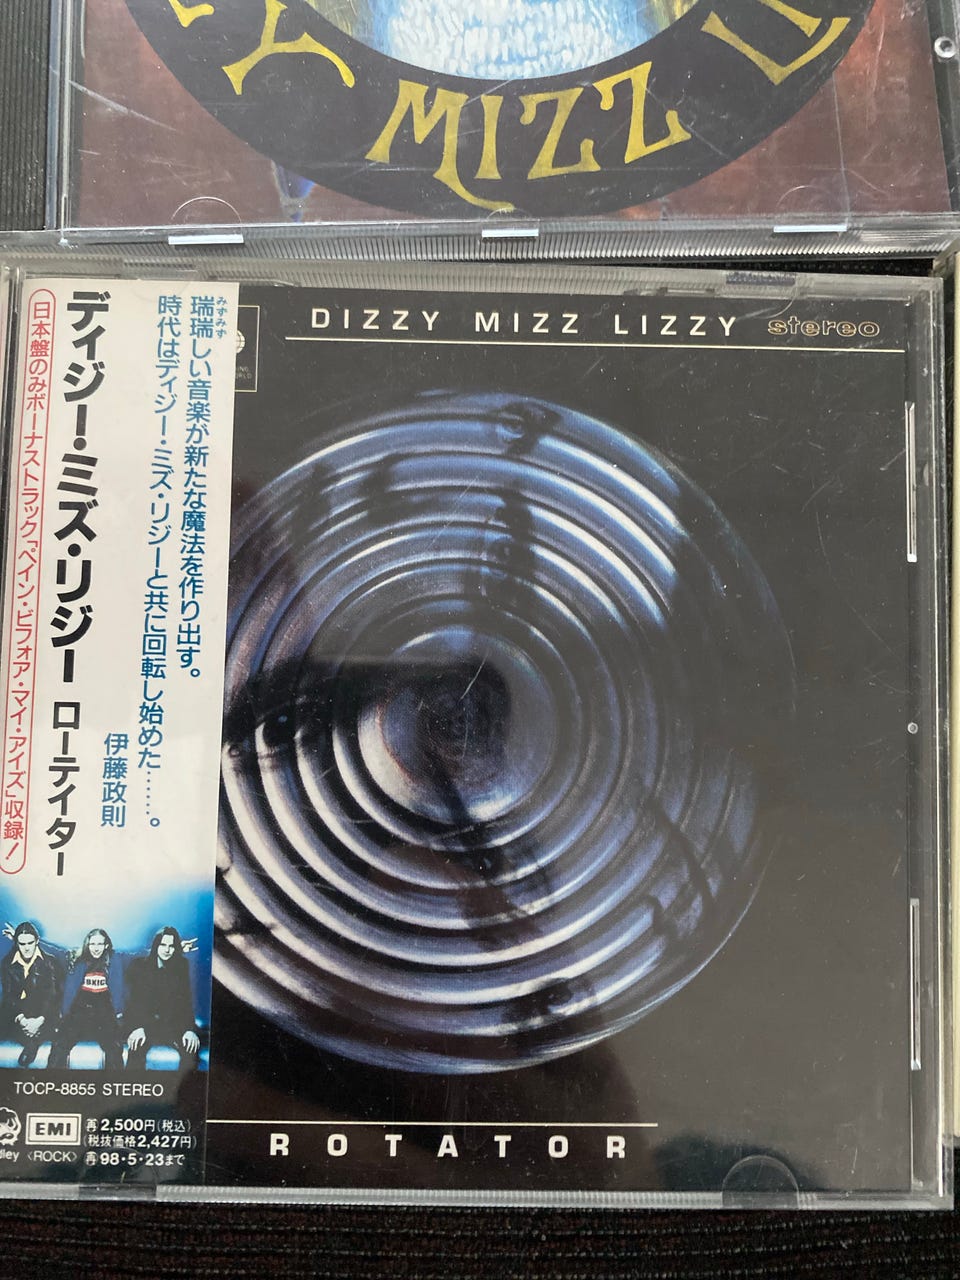 Y MIZZ LI
DIZZY MIZZ LIZZY stereo
みずみず
瑞瑞しい音楽が新たな魔法を作り出す。
時代はディジー・ミズ・リジーと共に回転し始めた……。
伊藤政則
ディジー・ミズ・リジー ローテイター
日本盤のみボーナストラック「ペイン・ビフォア・マイ・アイズ」収録!
TOCP-8855 STEREO
EMI
〈ROCK〉
再2,500円(税込)
(税抜価格2,427円)
再98・5・23まで
ROTATOR